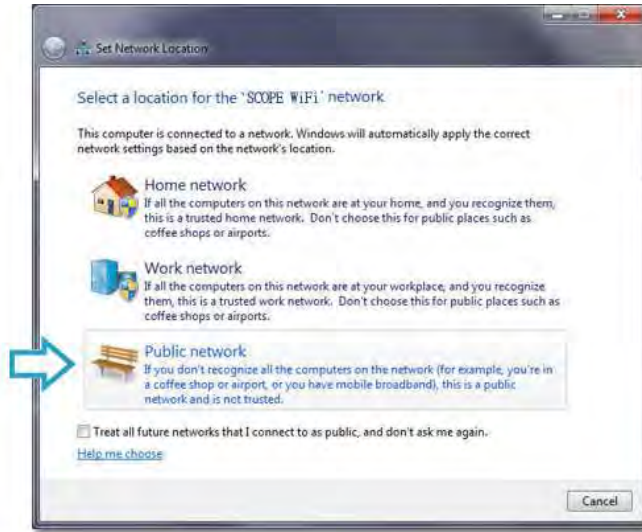 Set Network Location
Select a location for the `SCOPE WiFi' network
This computer is connected to a network. Windows will automatically apply the correct
network settings based on the network's location.
Home network
If all the computers on this network are at your home, and you recognize them,
this is a trusted home network. Don't choose this for public places such as
coffee shops or airports.
Work network
If all the computers on this network are at your workplace, and you recognize
them, this is a trusted work network. Don't choose this for public places such as
coffee shops or airports.
Public network
If you don't recognize all the computers on the network (for example, you're in
a coffee shop or airport, or you have mobile broadband), this is a public
network and is not trusted.
Treat all future networks that I connect to as public, and don't ask me again.
Help me choose
Cancel